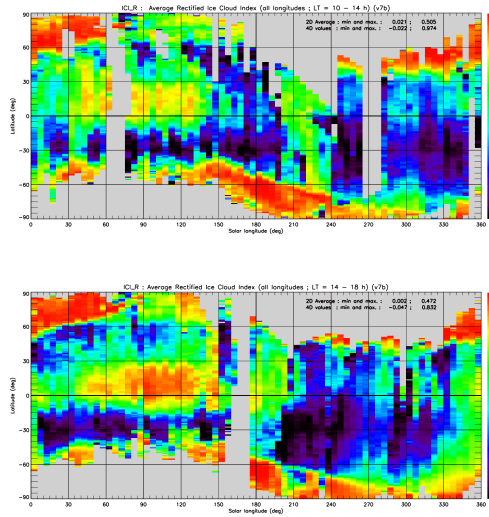 ICI_R : Average Rectified Ice Cloud Index (all longitudes ; LT = 10 − 14 h) (v7b)
90
2D Average : min and max. : 0.021 ; 0.505
4D values : min and max. : −0.022 ; 0.974
60
30
Latitude (deg)
0
−30
−60
−90
0 30 60 90 120 150 180 210 240 270 300 330 360
Solar longitude (deg)
ICI_R : Average Rectified Ice Cloud Index (all longitudes ; LT = 14 − 18 h) (v7b)
90
2D Average : min and max. : 0.002 ; 0.472
4D values : min and max. : −0.047 ; 0.832
60
30
Latitude (deg)
0
−30
−60
−90
0 30 60 90 120 150 180 210 240 270 300 330 360
Solar longitude (deg)